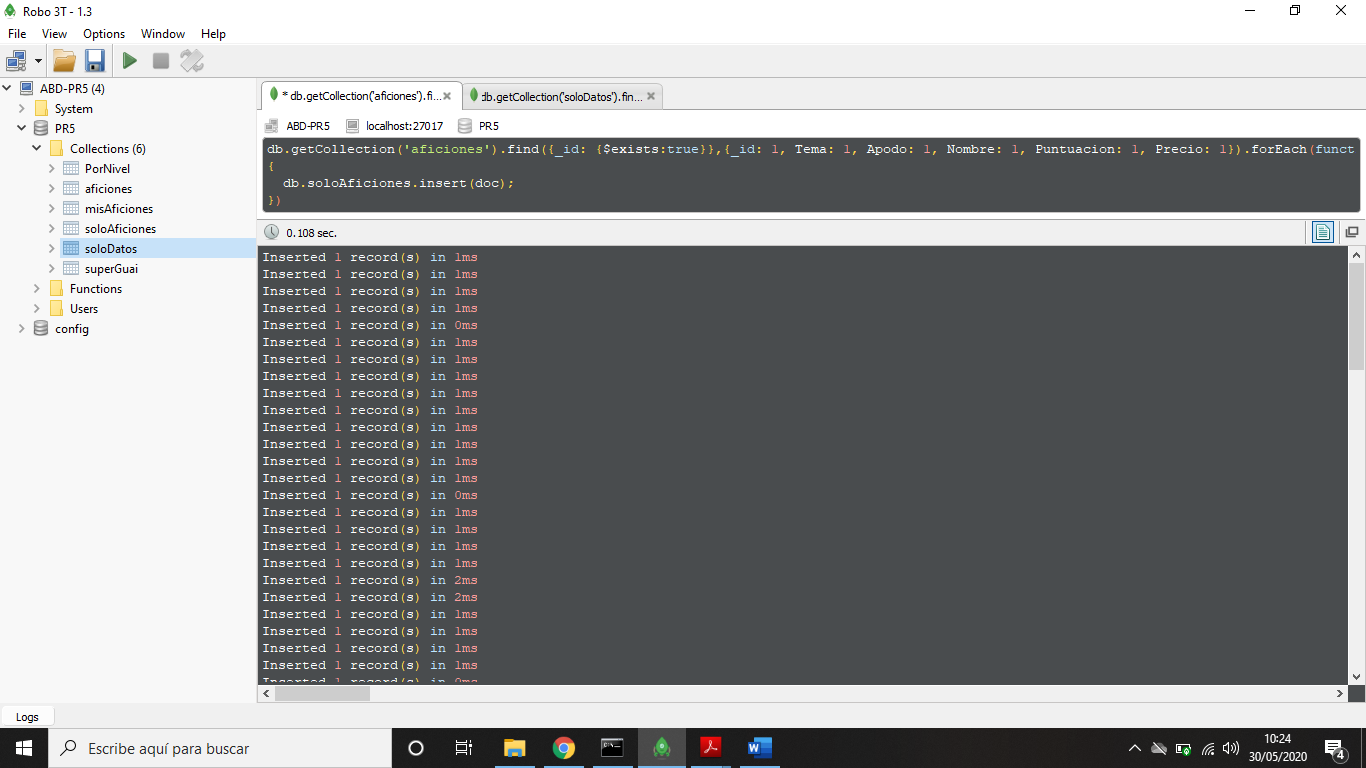 Robo 3T - 1.3
File View Options Window Help
ABD-PR5 (4)
System
PR5
Collections (6)
PorNivel
aficiones
misAficiones
soloAficiones
soloDatos
superGuai
Functions
Users
config
* db.getCollection('aficiones').fi...
db.getCollection('soloDatos').fin...
ABD-PR5 localhost:27017 PR5
db.getCollection('aficiones').find({_id: {$exists:true}},{_id: 1, Tema: 1, Apodo: 1, Nombre: 1, Puntuacion: 1, Precio: 1}).forEach(funct
{
db.soloAficiones.insert(doc);
})
0.108 sec.
Inserted 1 record(s) in 1ms
Inserted 1 record(s) in 1ms
Inserted 1 record(s) in 1ms
Inserted 1 record(s) in 1ms
Inserted 1 record(s) in 0ms
Inserted 1 record(s) in 1ms
Inserted 1 record(s) in 1ms
Inserted 1 record(s) in 1ms
Inserted 1 record(s) in 1ms
Inserted 1 record(s) in 1ms
Inserted 1 record(s) in 1ms
Inserted 1 record(s) in 1ms
Inserted 1 record(s) in 1ms
Inserted 1 record(s) in 1ms
Inserted 1 record(s) in 0ms
Inserted 1 record(s) in 1ms
Inserted 1 record(s) in 1ms
Inserted 1 record(s) in 1ms
Inserted 1 record(s) in 1ms
Inserted 1 record(s) in 2ms
Inserted 1 record(s) in 2ms
Inserted 1 record(s) in 1ms
Inserted 1 record(s) in 1ms
Inserted 1 record(s) in 1ms
Inserted 1 record(s) in 1ms
Inserted 1 record(s) in 0ms
Logs
Escribe aquí para buscar
10:24
30/05/2020
4